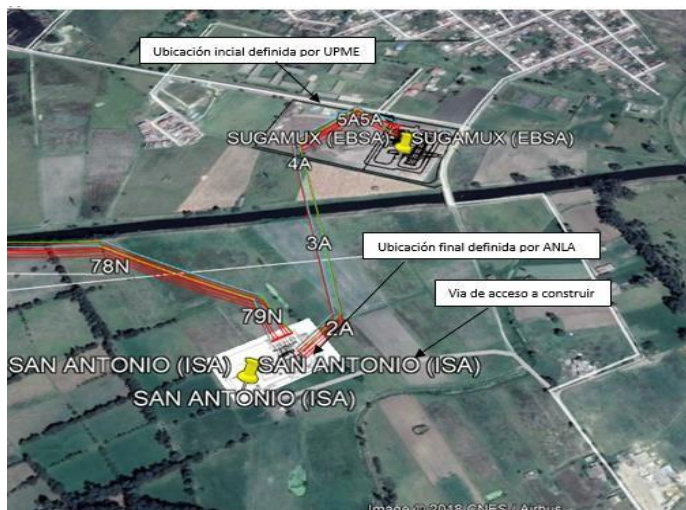 Ubicación incial definida por UPME
5A5A
SUGAMUX (EBSA) SUGAMUX (EBSA)
4A
3A
Ubicación final definida por ANLA
78N
Via de acceso a construir
79N
2A
SAN ANTONIO (ISA) SAN ANTONIO (ISA)
SAN ANTONIO (ISA)
Image © 2018 CNES / Airbus